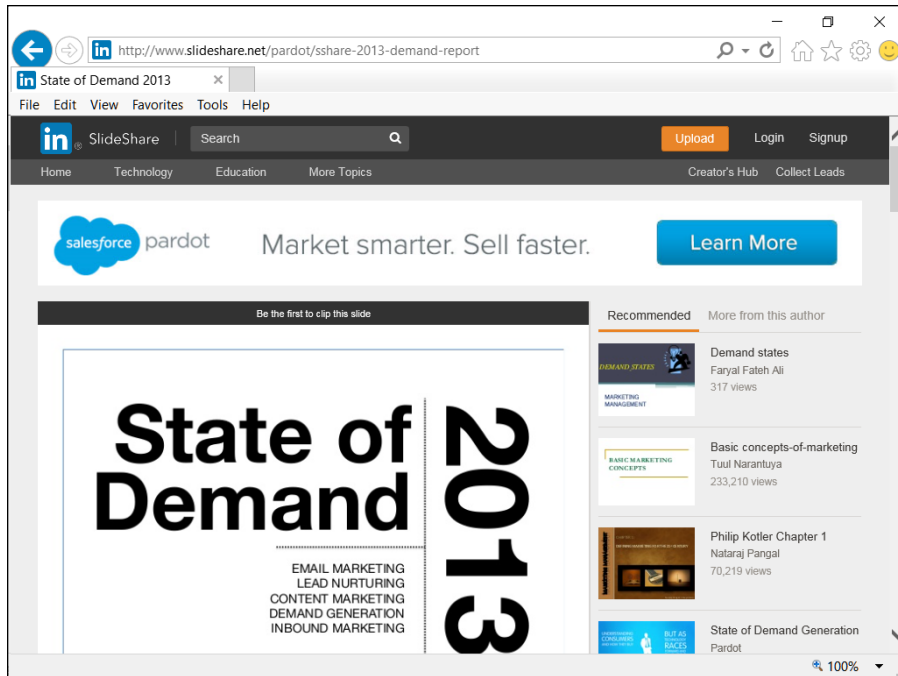 http://www.slideshare.net/pardot/sshare-2013-demand-report
in State of Demand 2013
File Edit View Favorites Tools Help
in® SlideShare Search Upload Login Signup
Home Technology Education More Topics Creator's Hub Collect Leads
salesforce pardot Market smarter. Sell faster. Learn More
Be the first to clip this slide
State of
Demand
2013
EMAIL MARKETING
LEAD NURTURING
CONTENT MARKETING
DEMAND GENERATION
INBOUND MARKETING
Recommended More from this author
DEMAND STATES
MARKETING
MANAGEMENT
Demand states
Faryal Fateh Ali
317 views
BASIC MARKETING
CONCEPTS
Basic concepts-of-marketing
Tuul Narantuya
233,210 views
Philip Kotler Chapter 1
Nataraj Pangal
70,219 views
BUT AS
RACES
State of Demand Generation
Pardot
100%